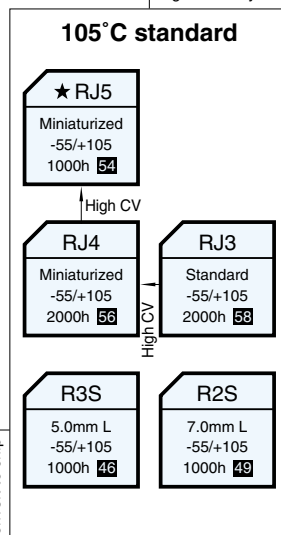 105˚C standard
★ RJ5
Miniaturized
-55/+105
1000h 54
High CV
RJ4
Miniaturized
-55/+105
2000h 56
High CV
RJ3
Standard
-55/+105
2000h 58
R3S
5.0mm L
-55/+105
1000h 46
R2S
7.0mm L
-55/+105
1000h 49